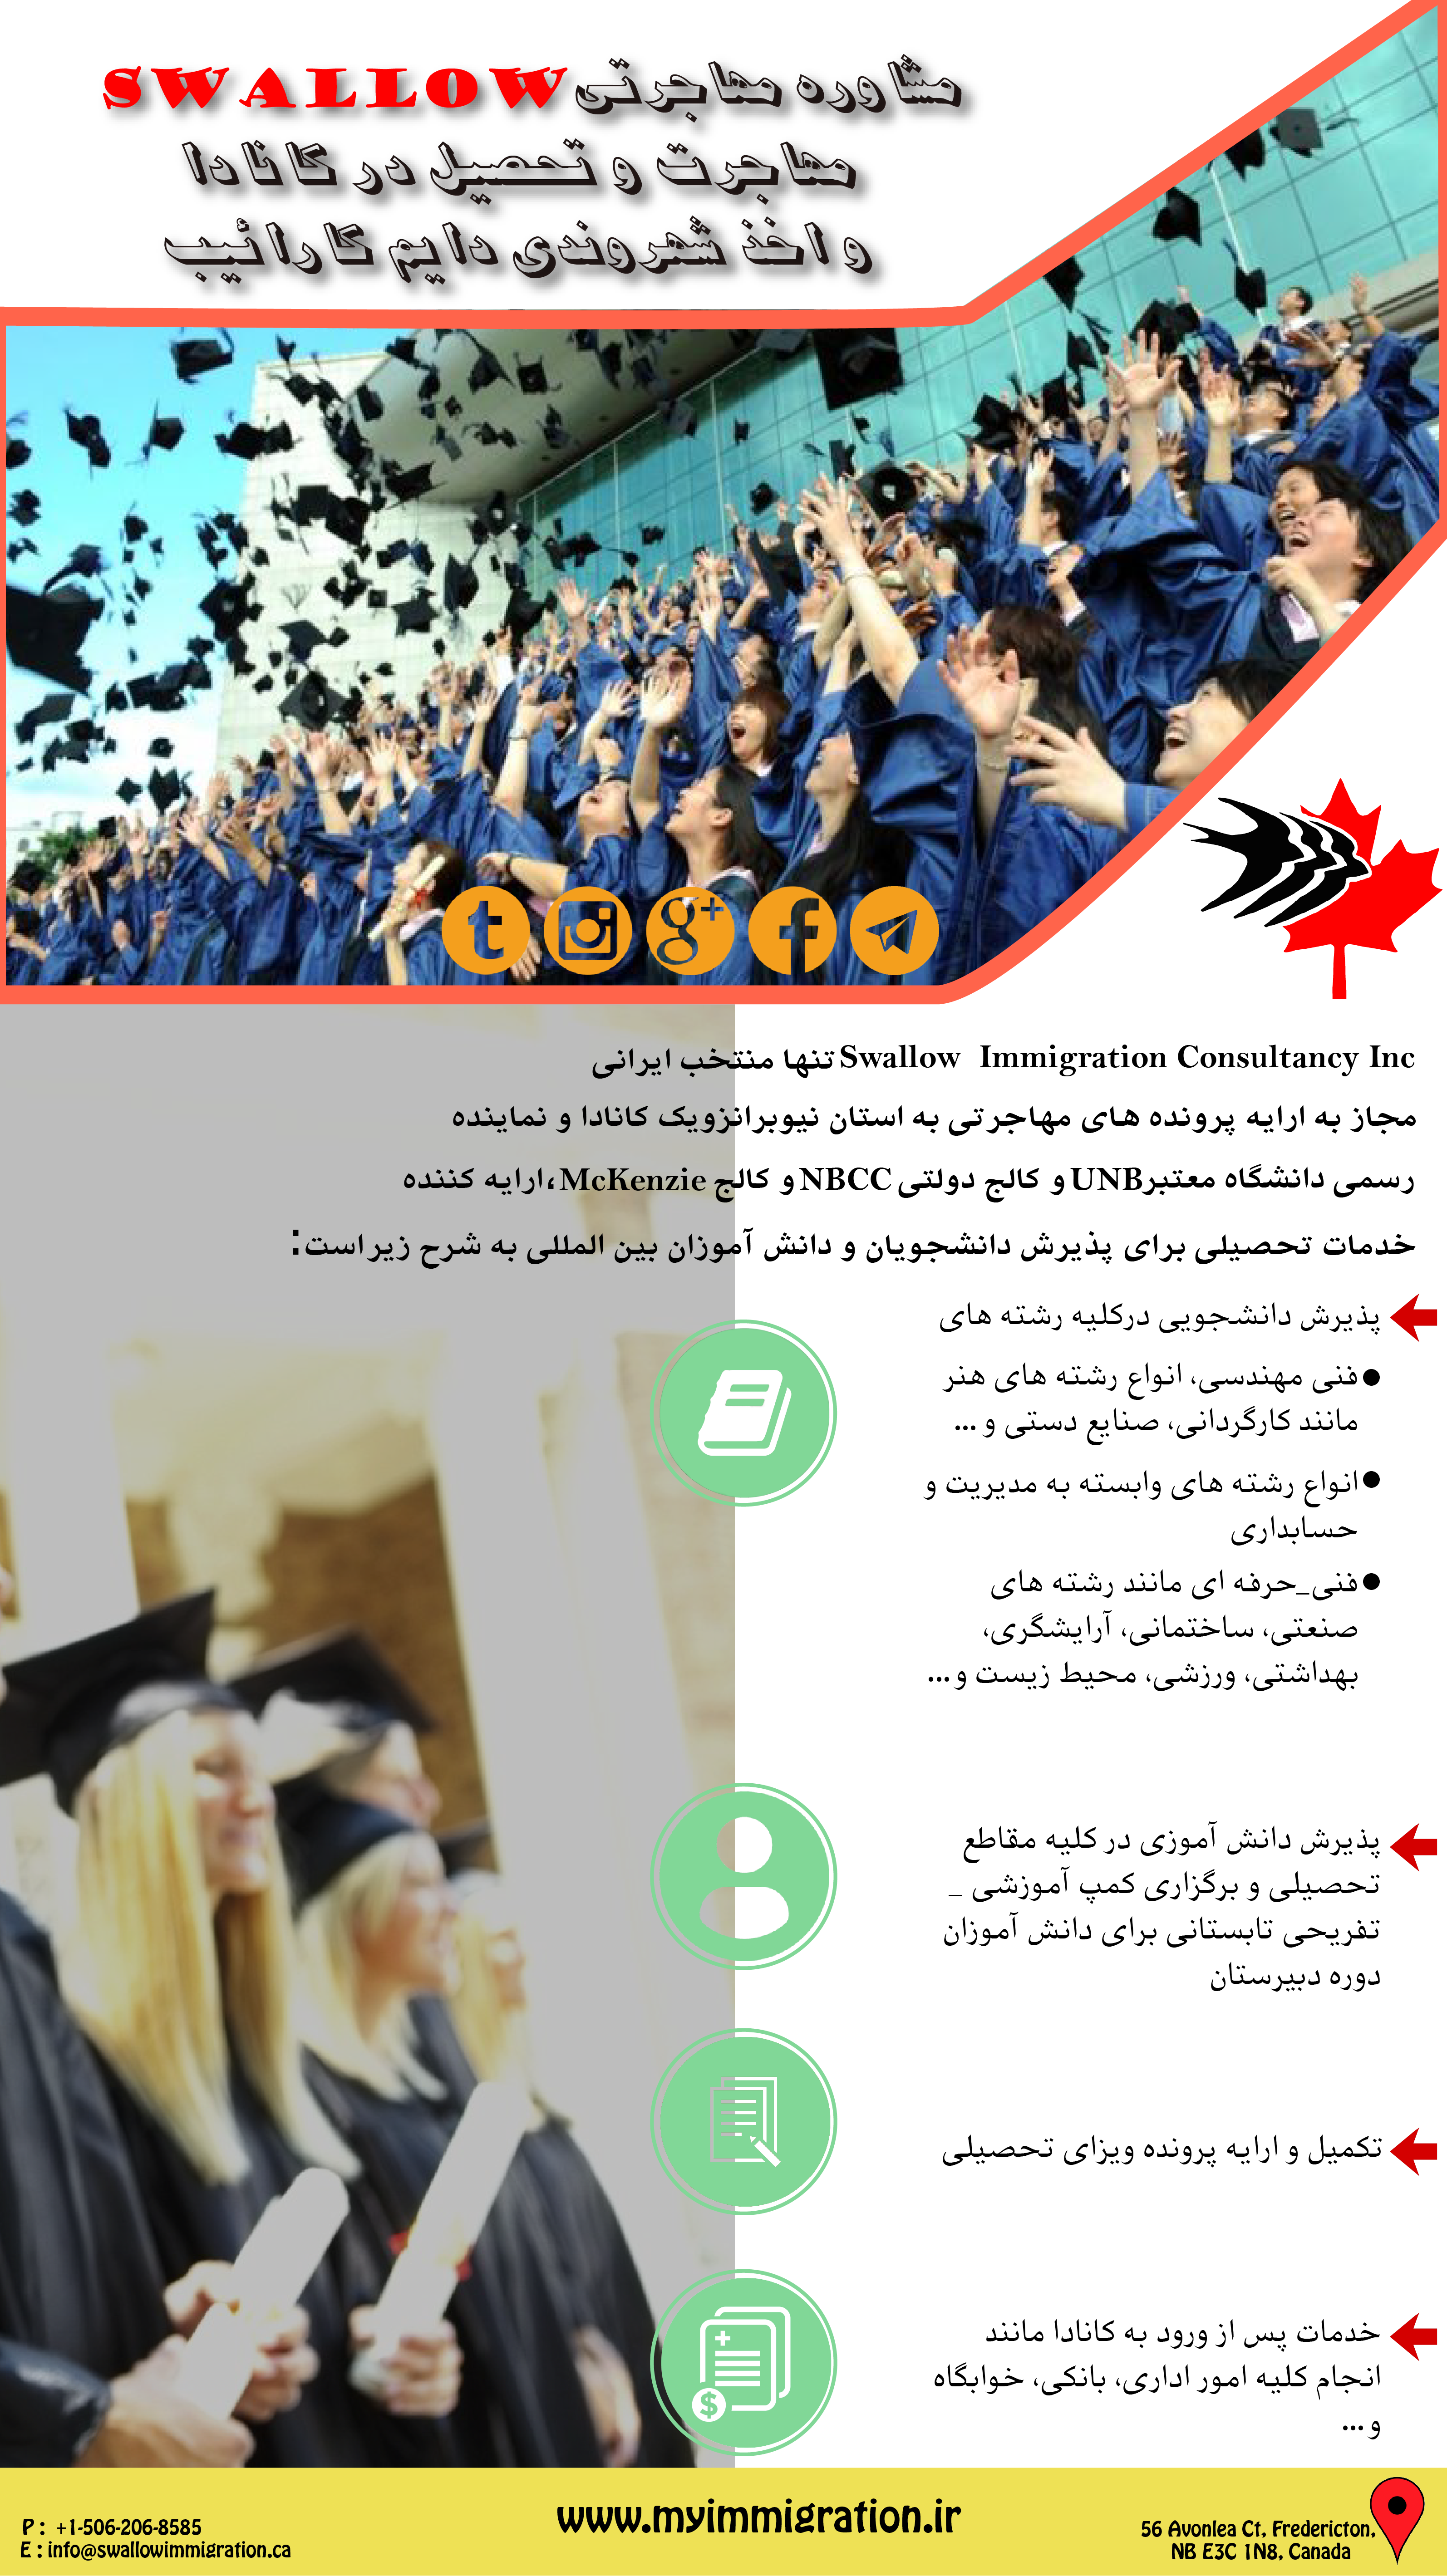 مشاوره مهاجرتی SWALLOW
مهاجرت و تحصیل در کانادا
و اخذ شهروندی دایم کارائیب
Swallow Immigration Consultancy Inc تنها منتخب ایرانی
مجاز به ارایه پرونده های مهاجرتی به استان نیوبرانزویک کانادا و نماینده
رسمی دانشگاه معتبر UNB و کالج دولتی NBCC و کالج McKenzie، ارایه کننده
خدمات تحصیلی برای پذیرش دانشجویان و دانش آموزان بین المللی به شرح زیر است:
پذیرش دانشجویی درکلیه رشته های
● فنی مهندسی، انواع رشته های هنر
مانند کارگردانی، صنایع دستی و ...
● انواع رشته های وابسته به مدیریت و
حسابداری
● فنی_حرفه ای مانند رشته های
صنعتی، ساختمانی، آرایشگری،
بهداشتی، ورزشی، محیط زیست و...
پذیرش دانش آموزی در کلیه مقاطع
تحصیلی و برگزاری کمپ آموزشی _
تفریحی تابستانی برای دانش آموزان
دوره دبیرستان
تکمیل و ارایه پرونده ویزای تحصیلی
خدمات پس از ورود به کانادا مانند
انجام کلیه امور اداری، بانکی، خوابگاه
و ...
P : +1-506-206-8585
E : info@swallowimmigration.ca
www.myimmigration.ir
56 Avonlea Ct, Fredericton,
NB E3C 1N8, Canada